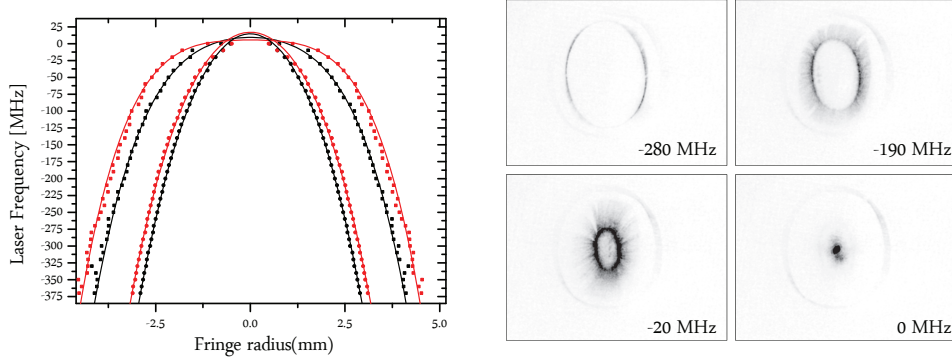 25
0
-25
-50
-75
-100
-125
-150
-175
-200
-225
-250
-275
-300
-325
-350
-375
Laser Frequency [MHz]
-2.5 0.0 2.5 5.0
Fringe radius(mm)
-280 MHz
-190 MHz
-20 MHz
0 MHz